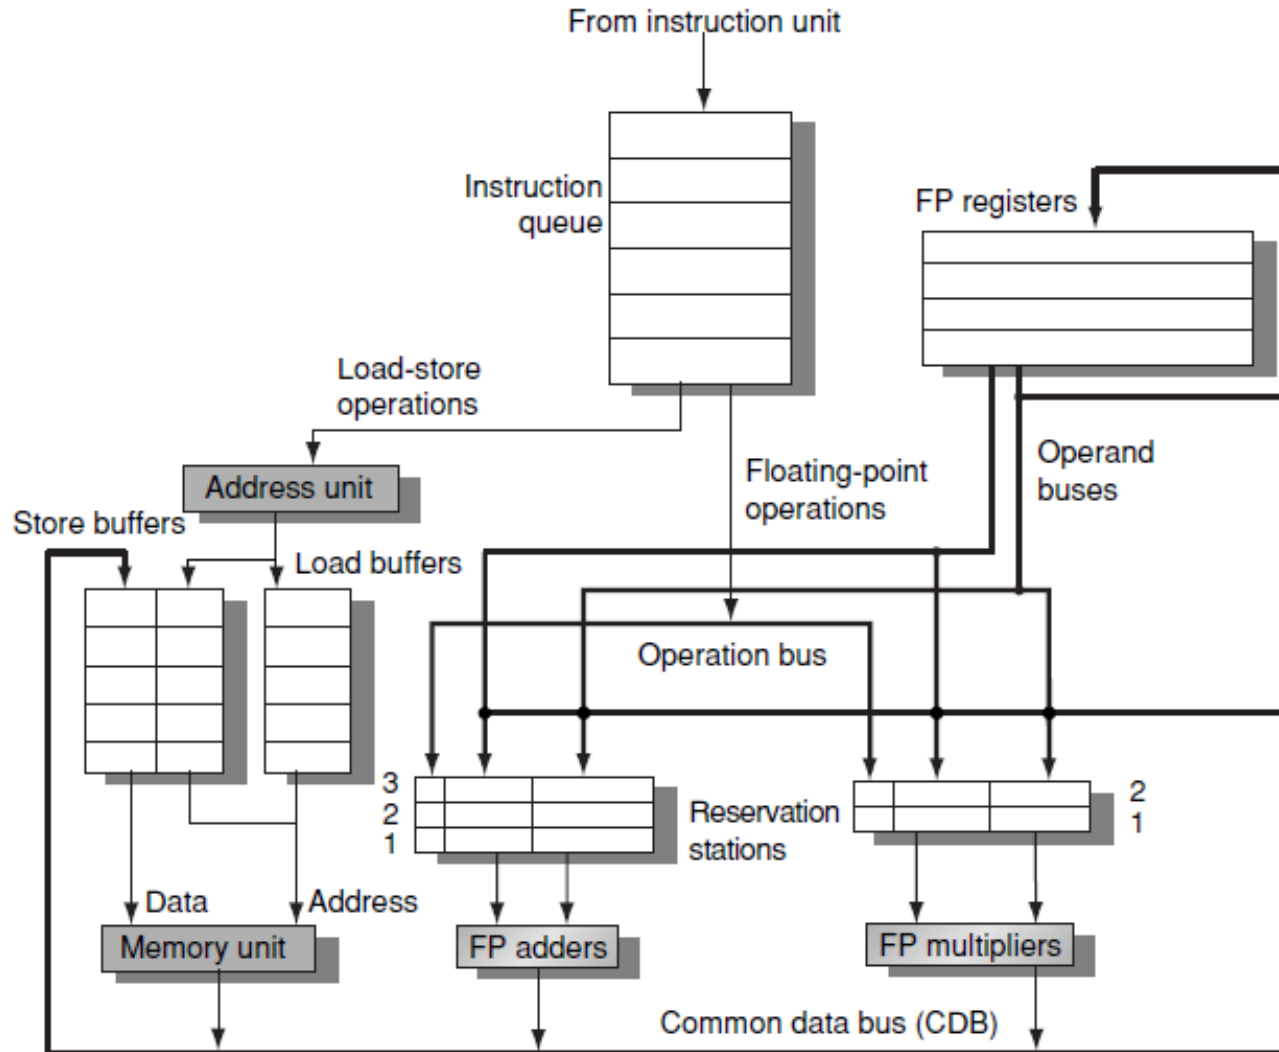 From instruction unit
Instruction
queue
FP registers
Load-store
operations
Address unit
Floating-point
operations
Operand
buses
Store buffers
Load buffers
Operation bus
3
2
1
Reservation
stations
2
1
Data
Address
Memory unit
FP adders
FP multipliers
Common data bus (CDB)